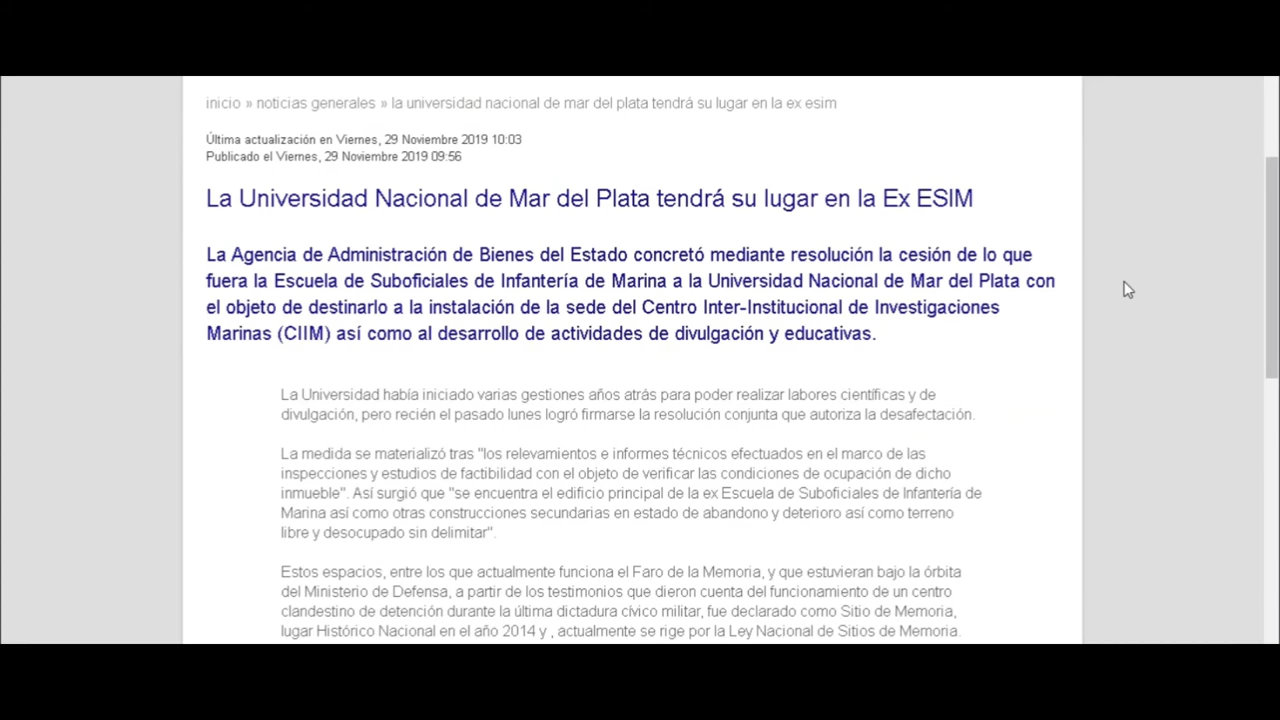 inicio » noticias generales » la universidad nacional de mar del plata tendrá su lugar en la ex esim
Última actualización en Viernes, 29 Noviembre 2019 10:03
Publicado el Viernes, 29 Noviembre 2019 09:56
La Universidad Nacional de Mar del Plata tendrá su lugar en la Ex ESIM
La Agencia de Administración de Bienes del Estado concretó mediante resolución la cesión de lo que
fuera la Escuela de Suboficiales de Infantería de Marina a la Universidad Nacional de Mar del Plata con
el objeto de destinarlo a la instalación de la sede del Centro Inter-Institucional de Investigaciones
Marinas (CIIM) así como al desarrollo de actividades de divulgación y educativas.
La Universidad había iniciado varias gestiones años atrás para poder realizar labores científicas y de
divulgación, pero recién el pasado lunes logró firmarse la resolución conjunta que autoriza la desafectación.
La medida se materializó tras "los relevamientos e informes técnicos efectuados en el marco de las
inspecciones y estudios de factibilidad con el objeto de verificar las condiciones de ocupación de dicho
inmueble". Así surgió que "se encuentra el edificio principal de la ex Escuela de Suboficiales de Infantería de
Marina así como otras construcciones secundarias en estado de abandono y deterioro así como terreno
libre y desocupado sin delimitar".
Estos espacios, entre los que actualmente funciona el Faro de la Memoria, y que estuvieran bajo la órbita
del Ministerio de Defensa, a partir de los testimonios que dieron cuenta del funcionamiento de un centro
clandestino de detención durante la última dictadura cívico militar, fue declarado como Sitio de Memoria,
lugar Histórico Nacional en el año 2014 y , actualmente se rige por la Ley Nacional de Sitios de Memoria.